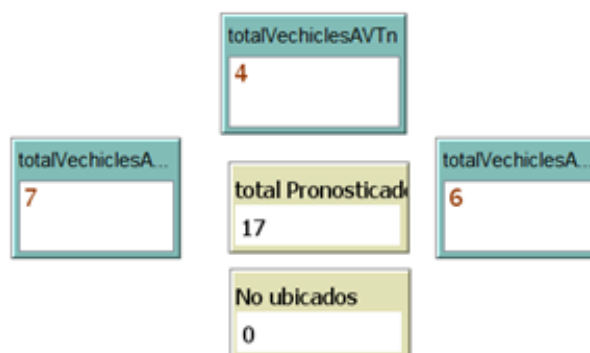 totalVechiclesAVTn
4
totalVechiclesA...
7
total Pronosticado
17
totalVechiclesA...
6
No ubicados
0